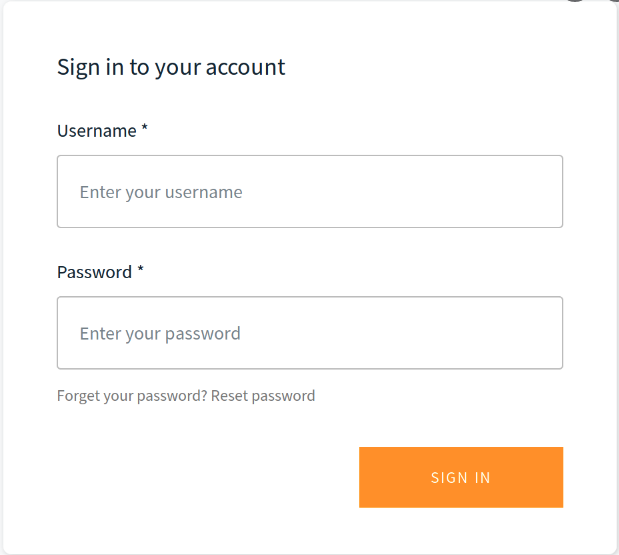 Sign in to your account
Username *
Enter your username
Password *
Enter your password
Forget your password? Reset password
SIGN IN